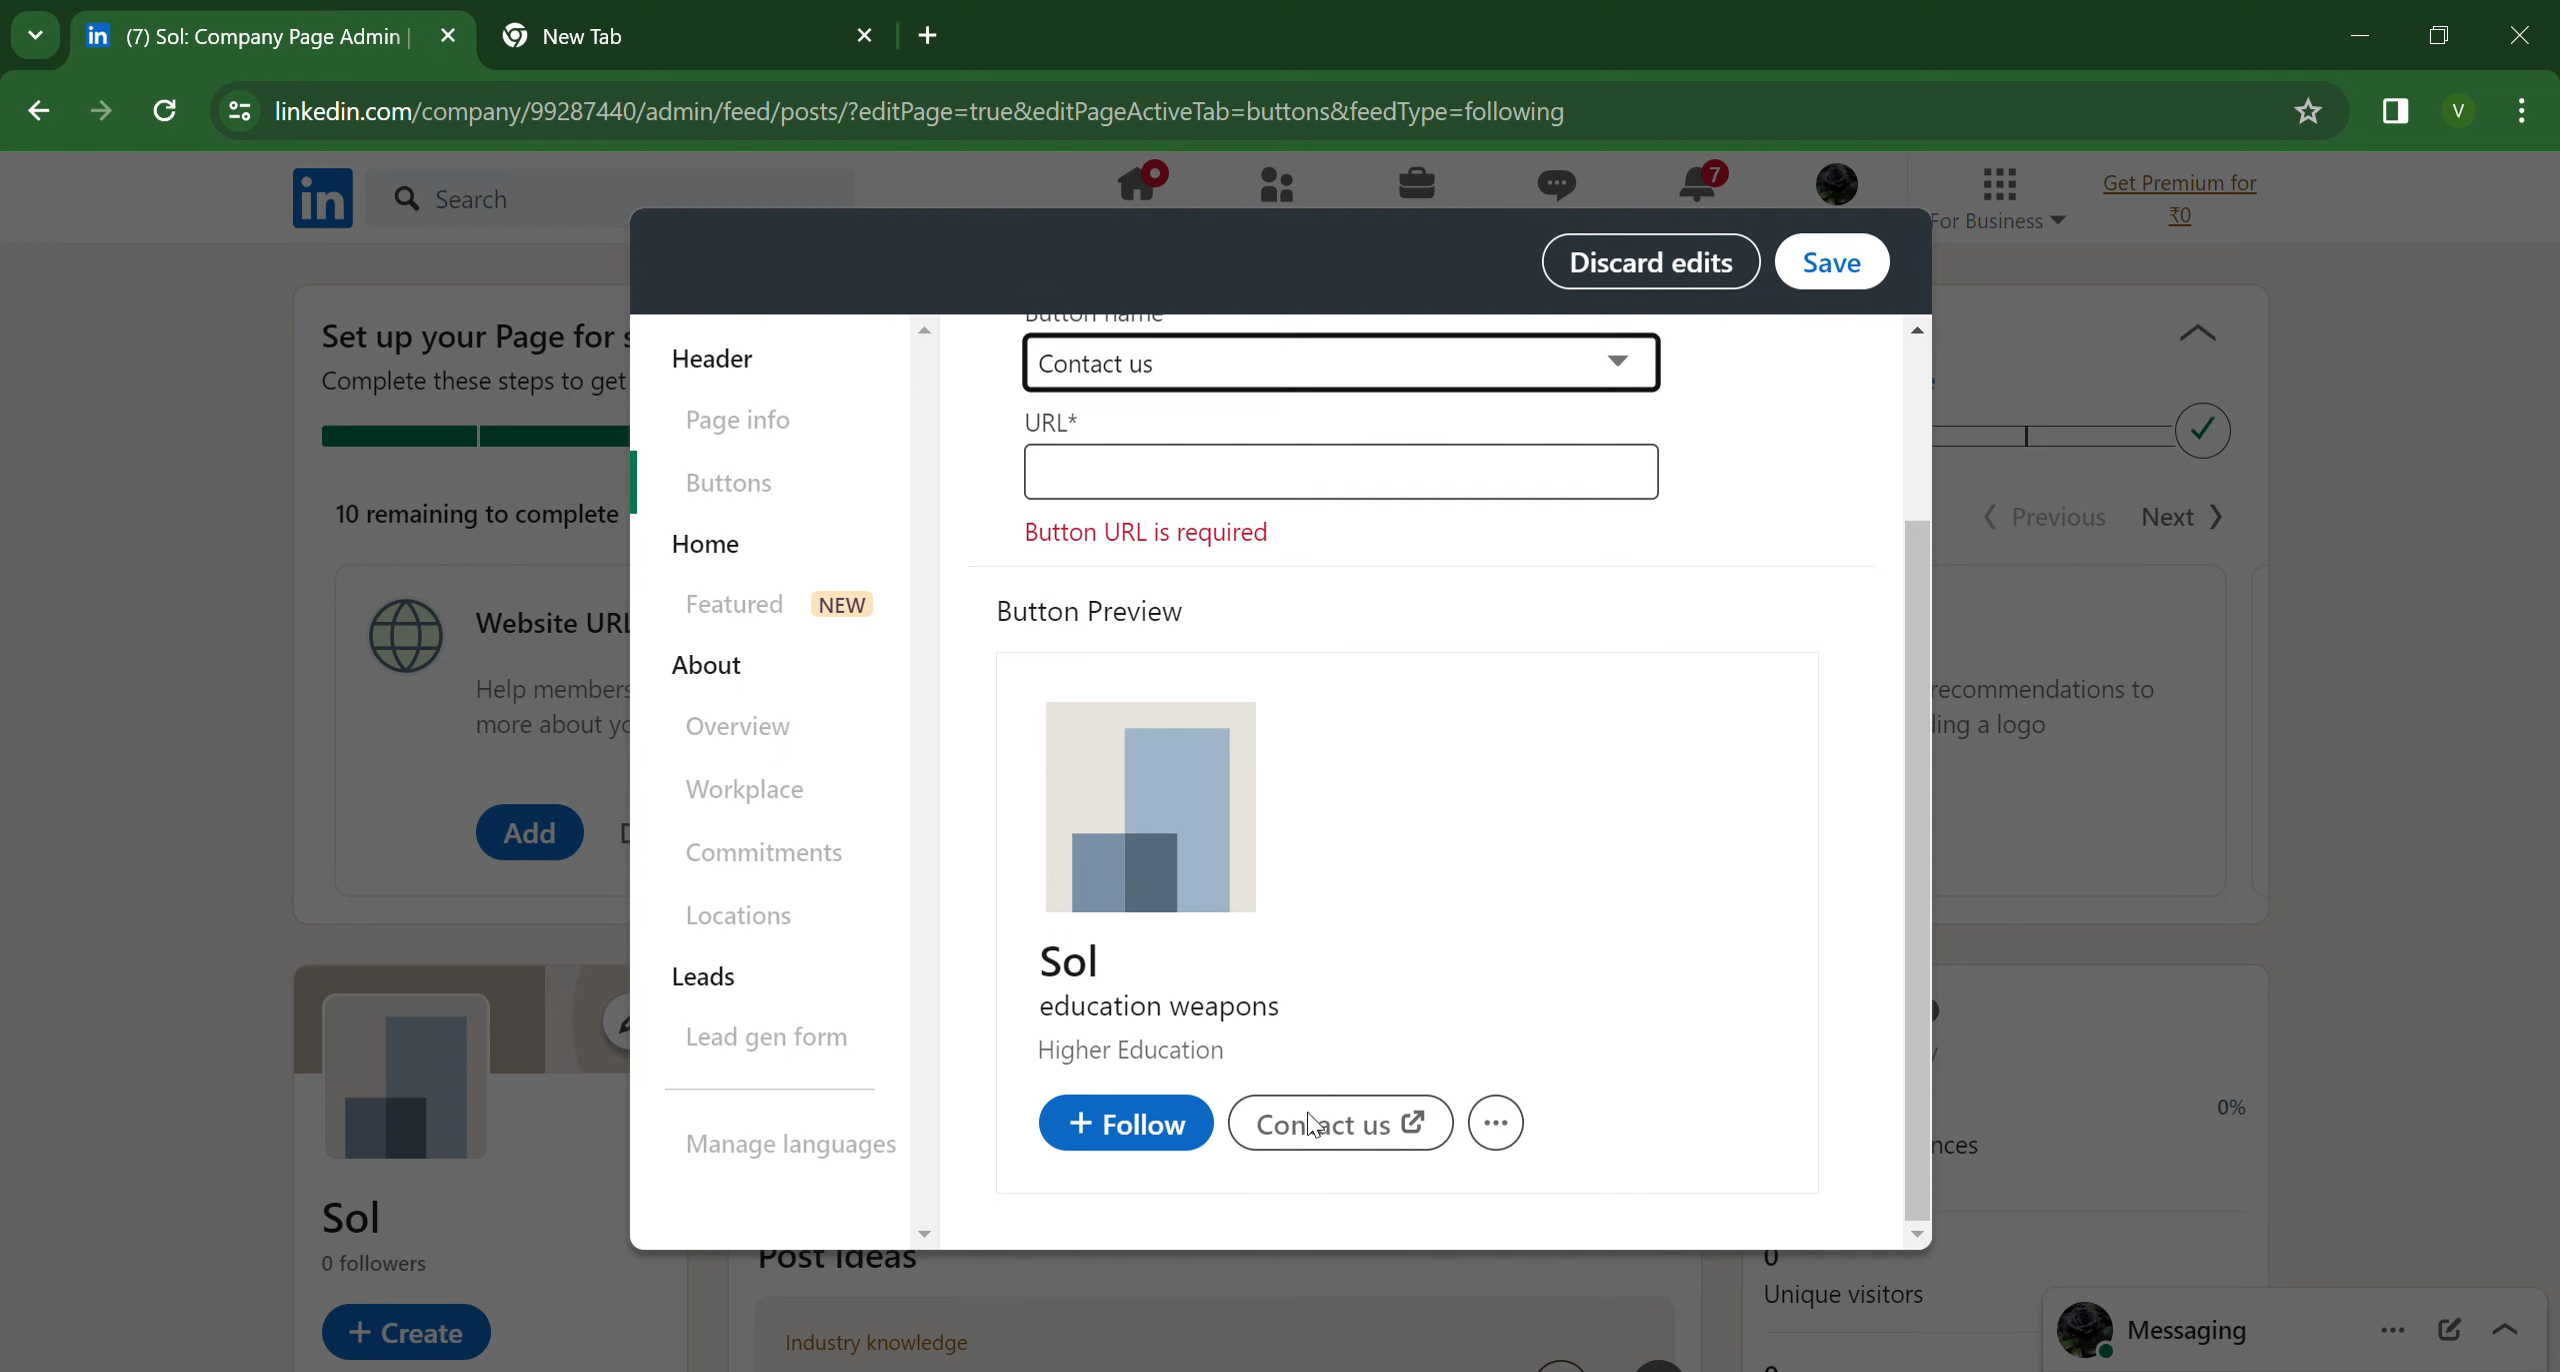 (7) Sol: Company Page Admin |
New Tab
linkedin.com/company/99287440/admin/feed/posts/?editPage=true&editPageActiveTab=buttons&feedType=following
V
in
Search
7
For Business
Get Premium for
₹0
Discard edits
Save
Set up your Page for
Complete these steps to get
10 remaining to complete
Previous
Next
Website URL
Help members
more about
Add
recommendations to
a logo
Header
Page info
Buttons
Home
Featured NEW
About
Overview
Workplace
Commitments
Locations
Leads
Lead gen form
Manage languages
Button name
Contact us
URL*
Button URL is required
Button Preview
Sol
education weapons
Higher Education
+ Follow
Contact us
Sol
0 followers
+ Create
Post Ideas
Industry knowledge
0%
0
Unique visitors
Messaging